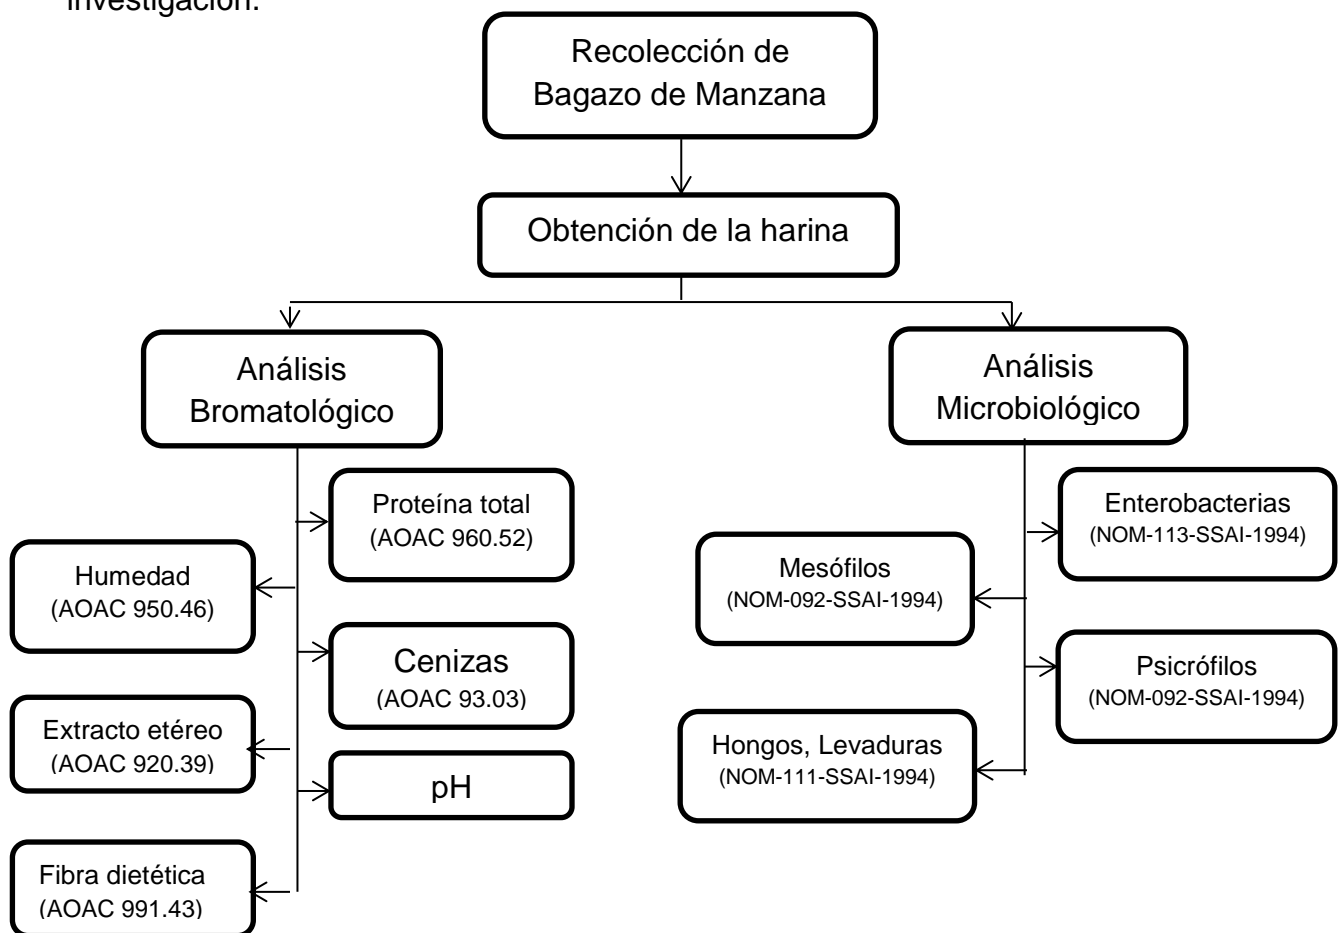 investigación.
Recolección de
Bagazo de Manzana
Obtención de la harina
Análisis
Bromatológico
Proteína total
(AOAC 960.52)
Humedad
(AOAC 950.46)
Cenizas
(AOAC 93.03)
Extracto etéreo
(AOAC 920.39)
pH
Fibra dietética
(AOAC 991.43)
Análisis
Microbiológico
Enterobacterias
(NOM-113-SSAI-1994)
Mesófilos
(NOM-092-SSAI-1994)
Psicrófilos
(NOM-092-SSAI-1994)
Hongos, Levaduras
(NOM-111-SSAI-1994)